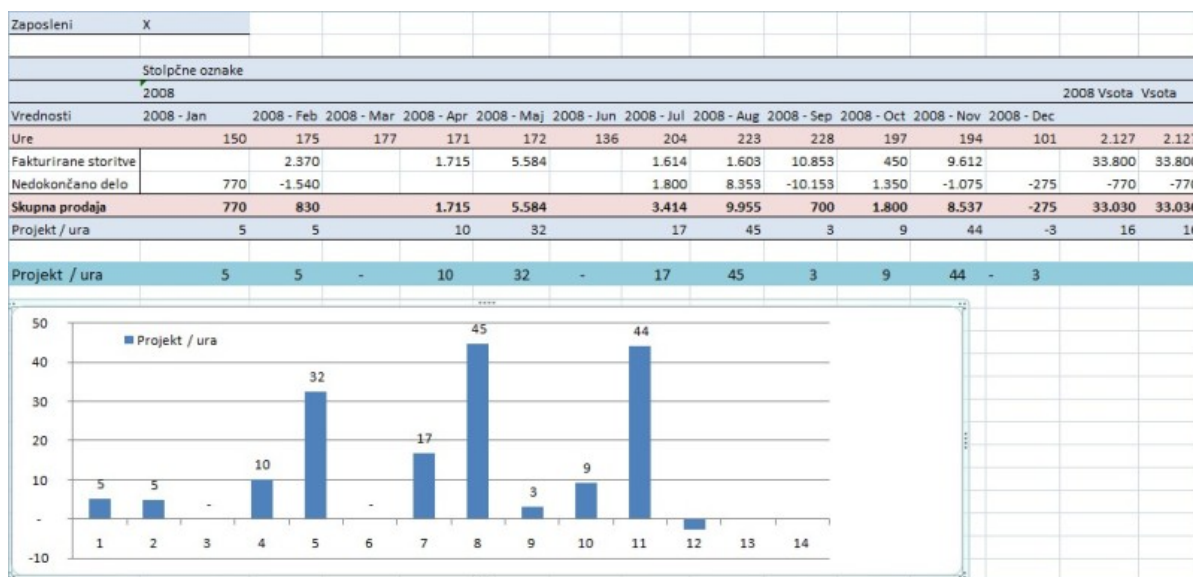 Zaposleni X
Stolpčne oznake
2008 2008 Vsota Vsota
Vrednosti 2008 - Jan 2008 - Feb 2008 - Mar 2008 - Apr 2008 - Maj 2008 - Jun 2008 - Jul 2008 - Aug 2008 - Sep 2008 - Oct 2008 - Nov 2008 - Dec
Ure 150 175 177 171 172 136 204 223 228 197 194 101 2.127 2.127
Fakturirane storitve 2.370 1.715 5.584 1.614 1.603 10.853 450 9.612 33.800 33.800
Nedokončano delo 770 -1.540 1.800 8.353 -10.153 1.350 -1.075 -275 -770 -770
Skupna prodaja 770 830 1.715 5.584 3.414 9.955 700 1.800 8.537 -275 33.030 33.030
Projekt / ura 5 5 10 32 17 45 3 9 44 -3 16 16
Projekt / ura 5 5 - 10 32 - 17 45 3 9 44 - 3
50
40
30
20
10
-
-10
Projekt / ura
5 5 - 10 32 - 17 45 3 9 44
1 2 3 4 5 6 7 8 9 10 11 12 13 14